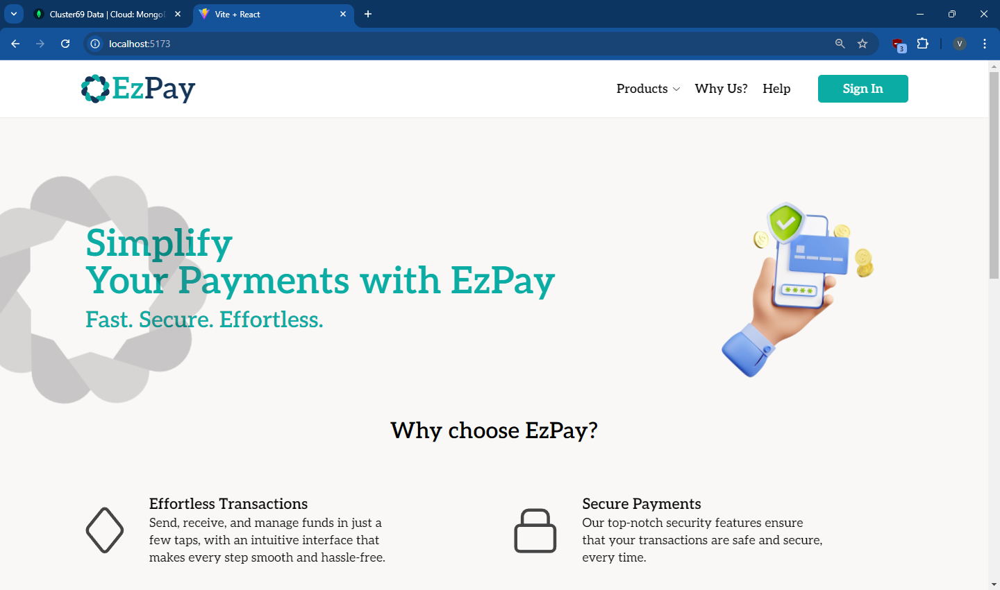 Cluster69 Data | Cloud: Mongo
Vite + React
localhost:5173
3
V
EzPay
Products
Why Us?
Help
Sign In
Simplify
Your Payments with EzPay
Fast. Secure. Effortless.
Why choose EzPay?
Effortless Transactions
Send, receive, and manage funds in just a
few taps, with an intuitive interface that
makes every step smooth and hassle-free.
Secure Payments
Our top-notch security features ensure
that your transactions are safe and secure,
every time.